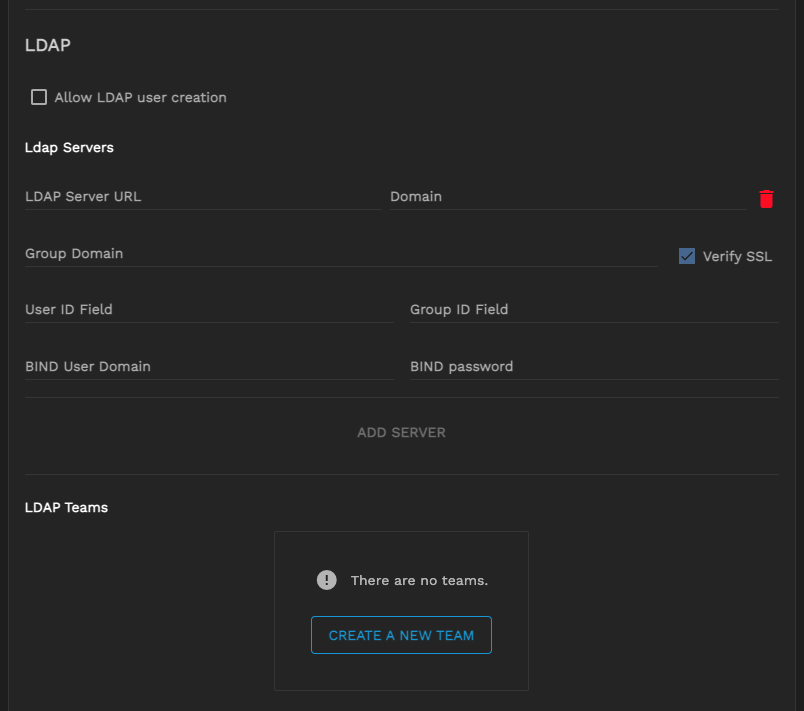 LDAP
Allow LDAP user creation
Ldap Servers
LDAP Server URL Domain
Group Domain Verify SSL
User ID Field Group ID Field
BIND User Domain BIND password
ADD SERVER
LDAP Teams
There are no teams.
CREATE A NEW TEAM